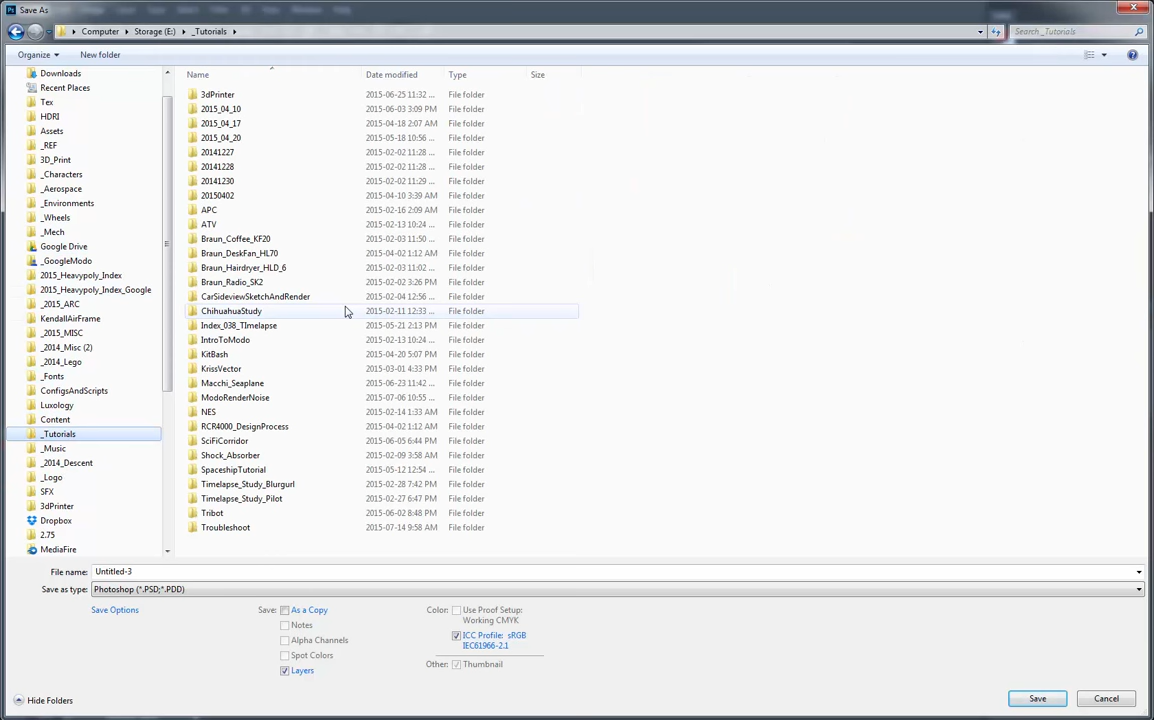 Ps Save As
Computer Storage (E:) _Tutorials Search _Tutorials
Organize New folder
Name Date modified Type Size
Downloads
Recent Places
Tex
HDRI
Assets
_REF
3D_Print
_Characters
_Aerospace
_Environments
_Wheels
_Mech
Google Drive
_GoogleModo
2015_Heavypoly_Index
2015_Heavypoly_Index_Google
_2015_ARC
KendallAirFrame
_2015_MISC
_2014_Misc (2)
_2014_Lego
_Fonts
ConfigsAndScripts
Luxology
Content
_Tutorials
_Music
_2014_Descent
_Logo
SFX
3dPrinter
Dropbox
2.75
MediaFire
3dPrinter 2015-06-25 11:32 ... File folder
2015_04_10 2015-06-03 3:09 PM File folder
2015_04_17 2015-04-18 2:07 AM File folder
2015_04_20 2015-05-18 10:56 ... File folder
20141227 2015-02-02 11:28 ... File folder
20141228 2015-02-02 11:28 ... File folder
20141230 2015-02-02 11:29 ... File folder
20150402 2015-04-10 3:39 AM File folder
APC 2015-02-16 2:09 AM File folder
ATV 2015-02-13 10:24 ... File folder
Braun_Coffee_KF20 2015-02-03 11:50 ... File folder
Braun_DeskFan_HL70 2015-04-02 1:12 AM File folder
Braun_Hairdryer_HLD_6 2015-02-03 11:02 ... File folder
Braun_Radio_SK2 2015-02-02 3:26 PM File folder
CarSideviewSketchAndRender 2015-02-04 12:56 ... File folder
ChihuahuaStudy 2015-02-11 12:33 ... File folder
Index_038_TImelapse 2015-05-21 2:13 PM File folder
IntroToModo 2015-02-13 10:24 ... File folder
KitBash 2015-04-20 5:07 PM File folder
KrissVector 2015-03-01 4:33 PM File folder
Macchi_Seaplane 2015-06-23 11:42 ... File folder
ModoRenderNoise 2015-07-06 10:55 ... File folder
NES 2015-02-14 1:33 AM File folder
RCR4000_DesignProcess 2015-04-02 1:12 AM File folder
SciFiCorridor 2015-06-05 6:44 PM File folder
Shock_Absorber 2015-02-09 3:58 AM File folder
SpaceshipTutorial 2015-05-12 12:54 ... File folder
Timelapse_Study_Blurgurl 2015-02-28 7:42 PM File folder
Timelapse_Study_Pilot 2015-02-27 6:47 PM File folder
Tribot 2015-06-02 8:48 PM File folder
Troubleshoot 2015-07-14 9:58 AM File folder
File name: Untitled-3
Save as type: Photoshop (*.PSD;*.PDD)
Save Options
Save: As a Copy
Notes
Alpha Channels
Spot Colors
Layers
Color: Use Proof Setup:
Working CMYK
ICC Profile: sRGB
IEC61966-2.1
Other: Thumbnail
Hide Folders
Save Cancel